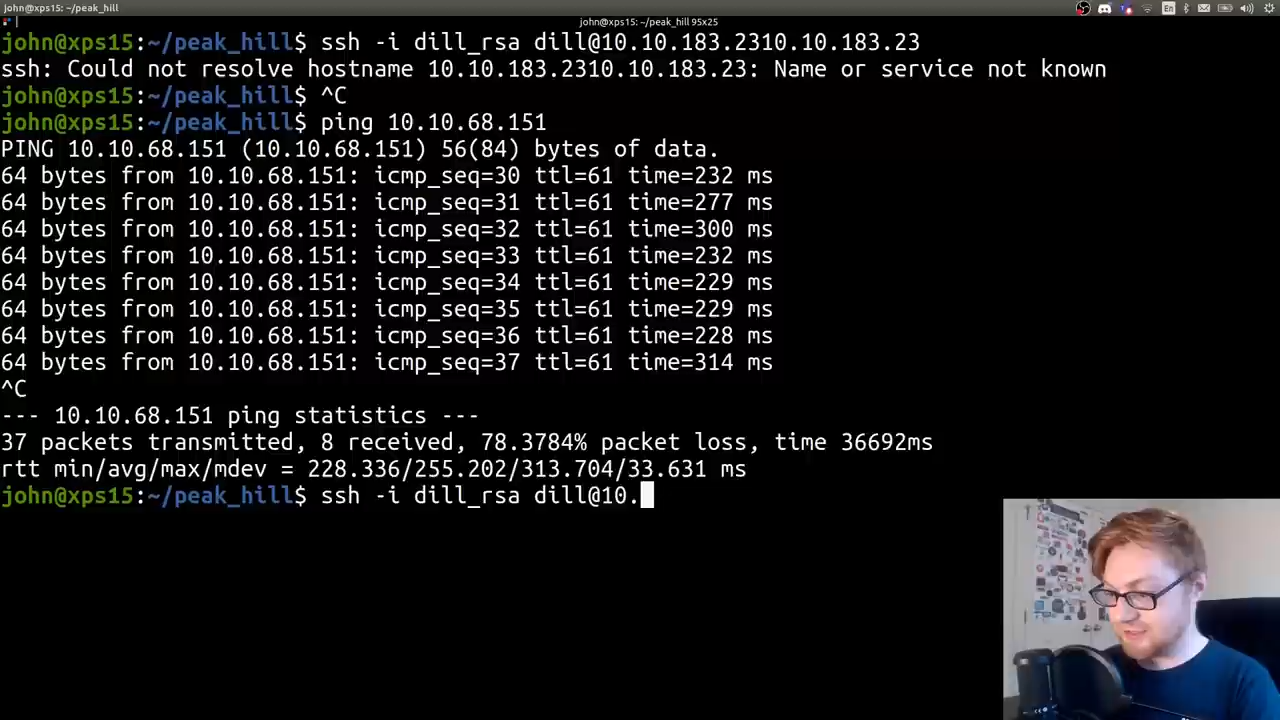 john@xps15: ~/peak_hill
En
john@xps15: ~/peak_hill 95x25
john@xps15:~/peak_hill$ ssh -i dill_rsa dill@10.10.183.2310.10.183.23
ssh: Could not resolve hostname 10.10.183.2310.10.183.23: Name or service not known
john@xps15:~/peak_hill$ ^C
john@xps15:~/peak_hill$ ping 10.10.68.151
PING 10.10.68.151 (10.10.68.151) 56(84) bytes of data.
64 bytes from 10.10.68.151: icmp_seq=30 ttl=61 time=232 ms
64 bytes from 10.10.68.151: icmp_seq=31 ttl=61 time=277 ms
64 bytes from 10.10.68.151: icmp_seq=32 ttl=61 time=300 ms
64 bytes from 10.10.68.151: icmp_seq=33 ttl=61 time=232 ms
64 bytes from 10.10.68.151: icmp_seq=34 ttl=61 time=229 ms
64 bytes from 10.10.68.151: icmp_seq=35 ttl=61 time=229 ms
64 bytes from 10.10.68.151: icmp_seq=36 ttl=61 time=228 ms
64 bytes from 10.10.68.151: icmp_seq=37 ttl=61 time=314 ms
^C
--- 10.10.68.151 ping statistics ---
37 packets transmitted, 8 received, 78.3784% packet loss, time 36692ms
rtt min/avg/max/mdev = 228.336/255.202/313.704/33.631 ms
john@xps15:~/peak_hill$ ssh -i dill_rsa dill@10.